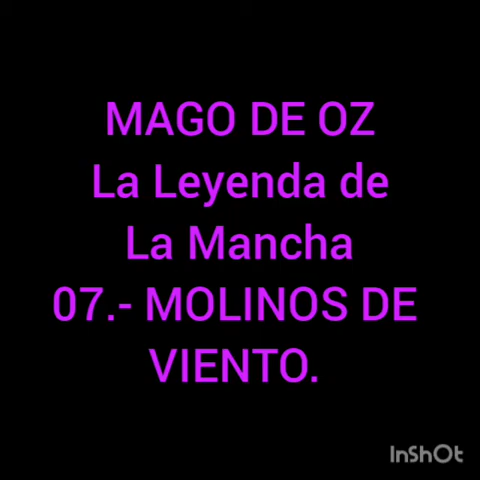 MAGO DE OZ
La Leyenda de
La Mancha
07.- MOLINOS DE
VIENTO.
InShOt